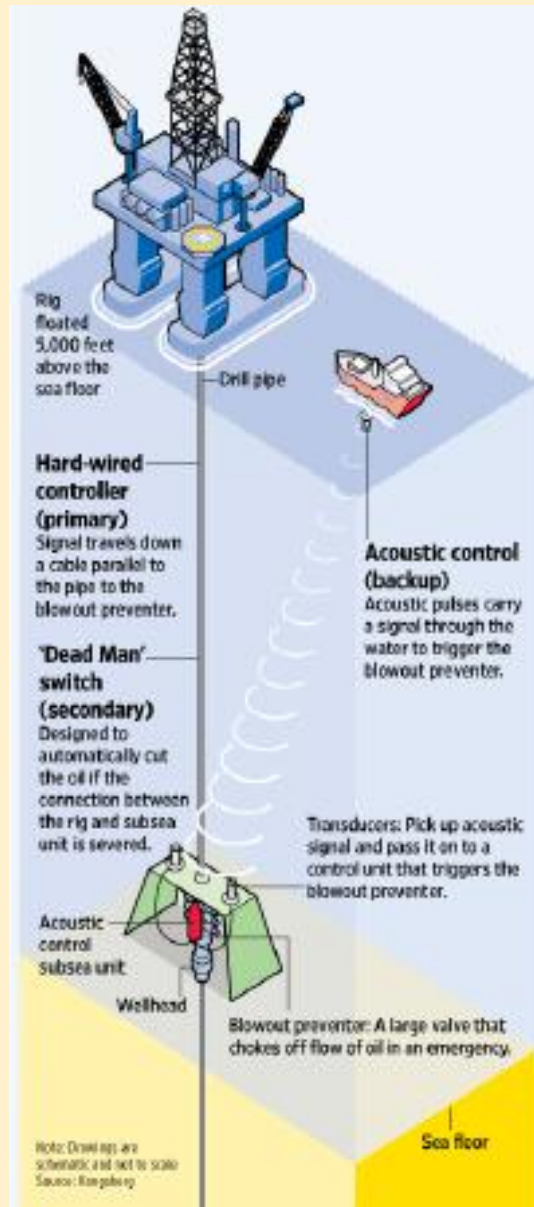 Rig
floated
5,000 feet
above the
sea floor
Drill pipe
Hard-wired
controller
(primary)
Signal travels down
a cable parallel to
the pipe to the
blowout preventer.
Acoustic control
(backup)
Acoustic pulses carry
a signal through the
water to trigger the
blowout preventer.
'Dead Man'
switch
(secondary)
Designed to
automatically cut
the oil if the
connection between
the rig and subsea
unit is severed.
Transducers: Pick up acoustic
signal and pass it on to a
control unit that triggers the
blowout preventer.
Acoustic
control
subsea unit
Wellhead
Blowout preventer: A large valve that
chokes off flow of oil in an emergency.
Sea floor
Note: Drawings are
schematic and not to scale
Source: Kongsberg